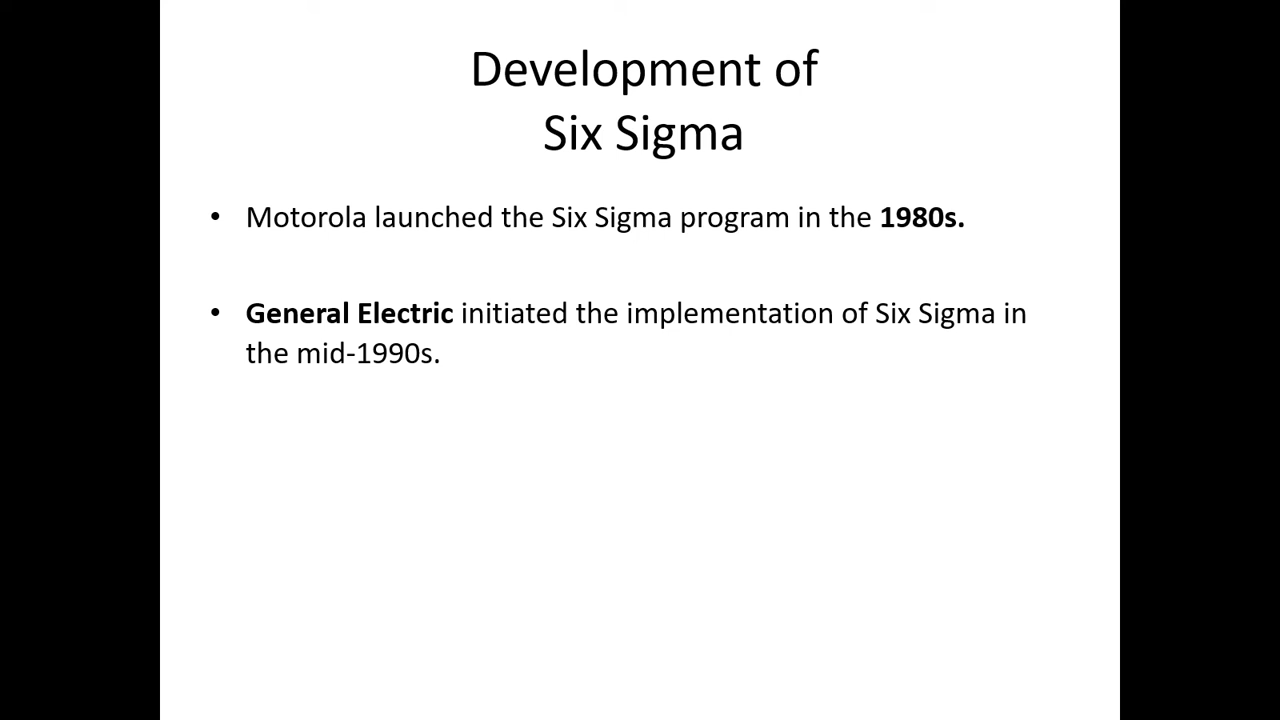 Development of
Six Sigma
• Motorola launched the Six Sigma program in the 1980s.
• General Electric initiated the implementation of Six Sigma in
the mid-1990s.